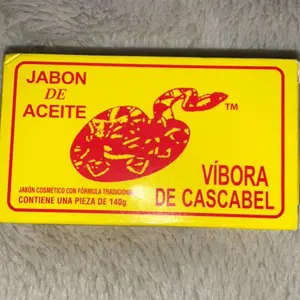 JABON
DE
ACEITE
TM
VÍBORA
DE CASCABEL
JABÓN COSMÉTICO CON FÓRMULA TRADICIONAL
CONTIENE UNA PIEZA DE 140g